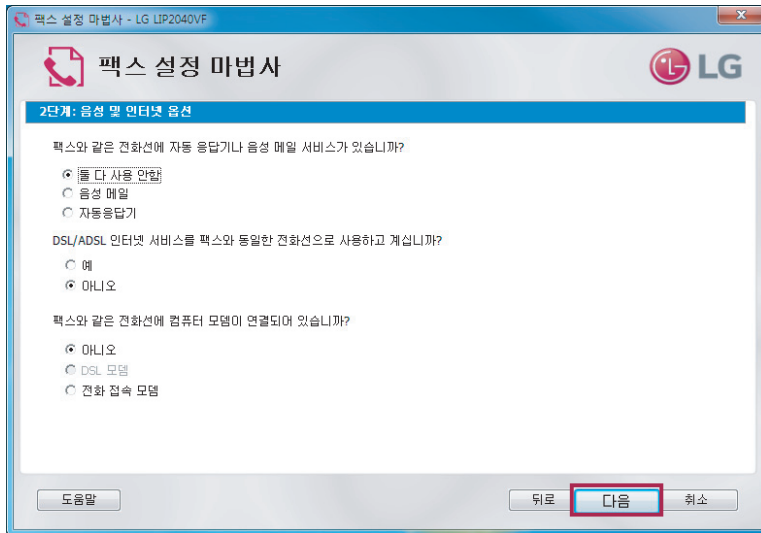 팩스 설정 마법사 - LG LIP2040VF
팩스 설정 마법사
LG
2단계: 음성 및 인터넷 옵션
팩스와 같은 전화선에 자동 응답기나 음성 메일 서비스가 있습니까?
둘 다 사용 안함
음성 메일
자동응답기
DSL/ADSL 인터넷 서비스를 팩스와 동일한 전화선으로 사용하고 계십니까?
예
아니오
팩스와 같은 전화선에 컴퓨터 모뎀이 연결되어 있습니까?
아니오
DSL 모뎀
전화 접속 모뎀
도움말 뒤로 다음 취소